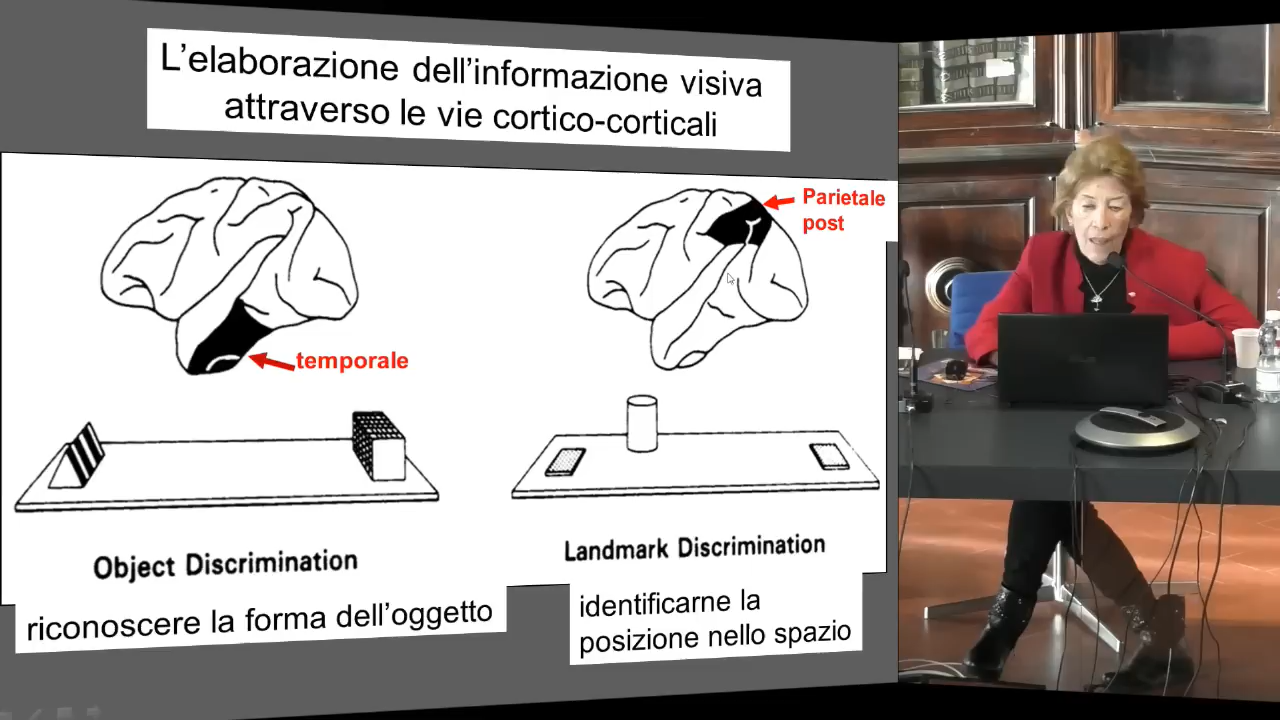 L'elaborazione dell'informazione visiva
attraverso le vie cortico-corticali
Parietale
post
temporale
Object Discrimination
Landmark Discrimination
riconoscere la forma dell'oggetto
identificarne la
posizione nello spazio